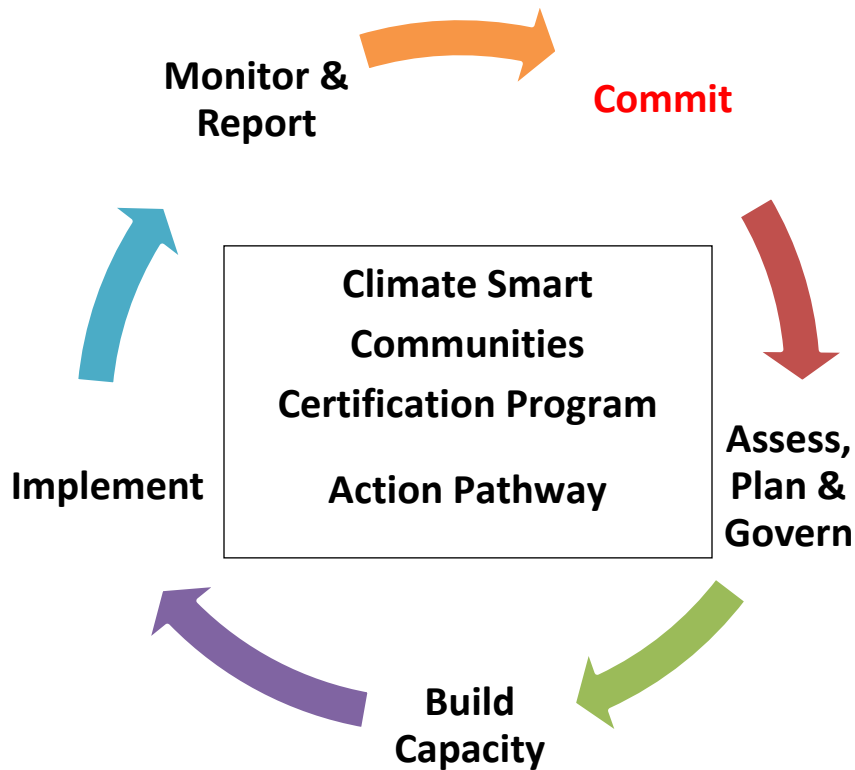 Monitor &
Report
Commit
Climate Smart
Communities
Certification Program
Action Pathway
Assess,
Plan &
Govern
Implement
Build
Capacity